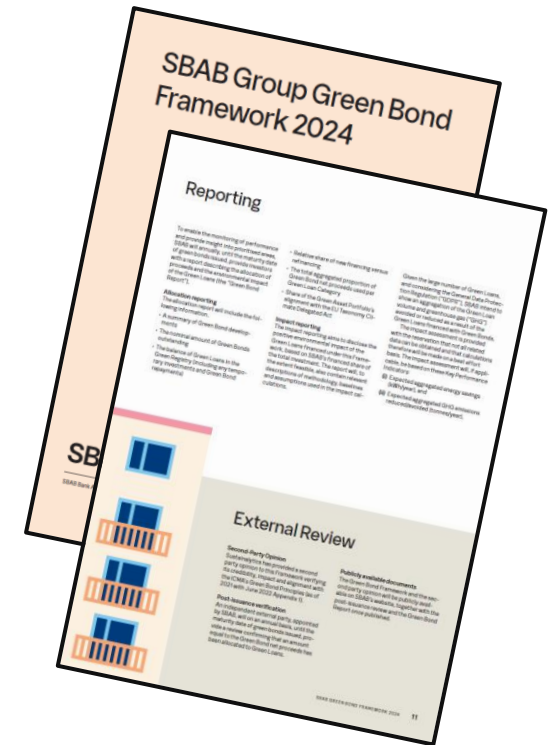 SBAB Group Green Bond
Framework 2024
SB
SBAB Bank A
Reporting
To enable the monitoring of performance
and provide insight into prioritised areas,
SBAB will annually, until the maturity date
of green bonds issued, provide investors
with a report describing the allocation of
proceeds and the environmental impact
of the Green Loans (the "Green Bond
Report").
Allocation reporting
The allocation report will include the fol-
lowing information.
• A summary of Green Bond develop-
ments
• The nominal amount of Green Bonds
outstanding
• The balance of Green Loans in the
Green Registry (including any tempo-
rary investments and Green Bond
repayments)
• Relative share of new financing versus
refinancing
• The total aggregated proportion of
Green Bond net proceeds used per
Green Loan Category
• Share of the Green Asset Portfolio's
alignment with the EU Taxonomy Cli-
mate Delegated Act
Impact reporting
The impact reporting aims to disclose the
positive environmental impact of the
Green Loans financed under this Frame-
work, based on SBAB's financed share of
the total investment. The report will, to
the extent feasible, also contain relevant
descriptions of methodology, baselines
and assumptions used in the impact cal-
culations.
Given the large number of Green Loans,
and considering the General Data Protec-
tion Regulation ("GDPR"), SBAB intend to
show an aggregation of the Green Loan
volume and greenhouse gas ("GHG")
avoided or reduced as a result of the
Green Loans financed with Green Bonds.
The impact assessment is provided
with the reservation that not all related
data can be obtained and that calculations
therefore will be made on a best effort
basis. The impact assessment will, if appli-
cable, be based on these Key Performance
Indicators:
Expected aggregated energy savings
(kWh/year), and
Expected aggregated GHG emissions
reduced/avoided (tonnes/year).
External Review
Second-Party Opinion
Sustainalytics has provided a second
party opinion to this Framework verifying
its credibility, impact and alignment with
the ICMA's Green Bond Principles (as of
2021 with June 2022 Appendix 1).
Post-issuance verification
An independent external party, appointed
by SBAB, will on an annual basis, until the
maturity date of green bonds issued, pro-
vide a review confirming that an amount
equal to the Green Bond net proceeds has
been allocated to Green Loans.
Publicly available documents
The Green Bond Framework and the sec-
ond party opinion will be publicly avail-
able on SBAB's website, together with the
post-issuance review and the Green Bond
Report once published.
SBAB GREEN BOND FRAMEWORK 2024
11